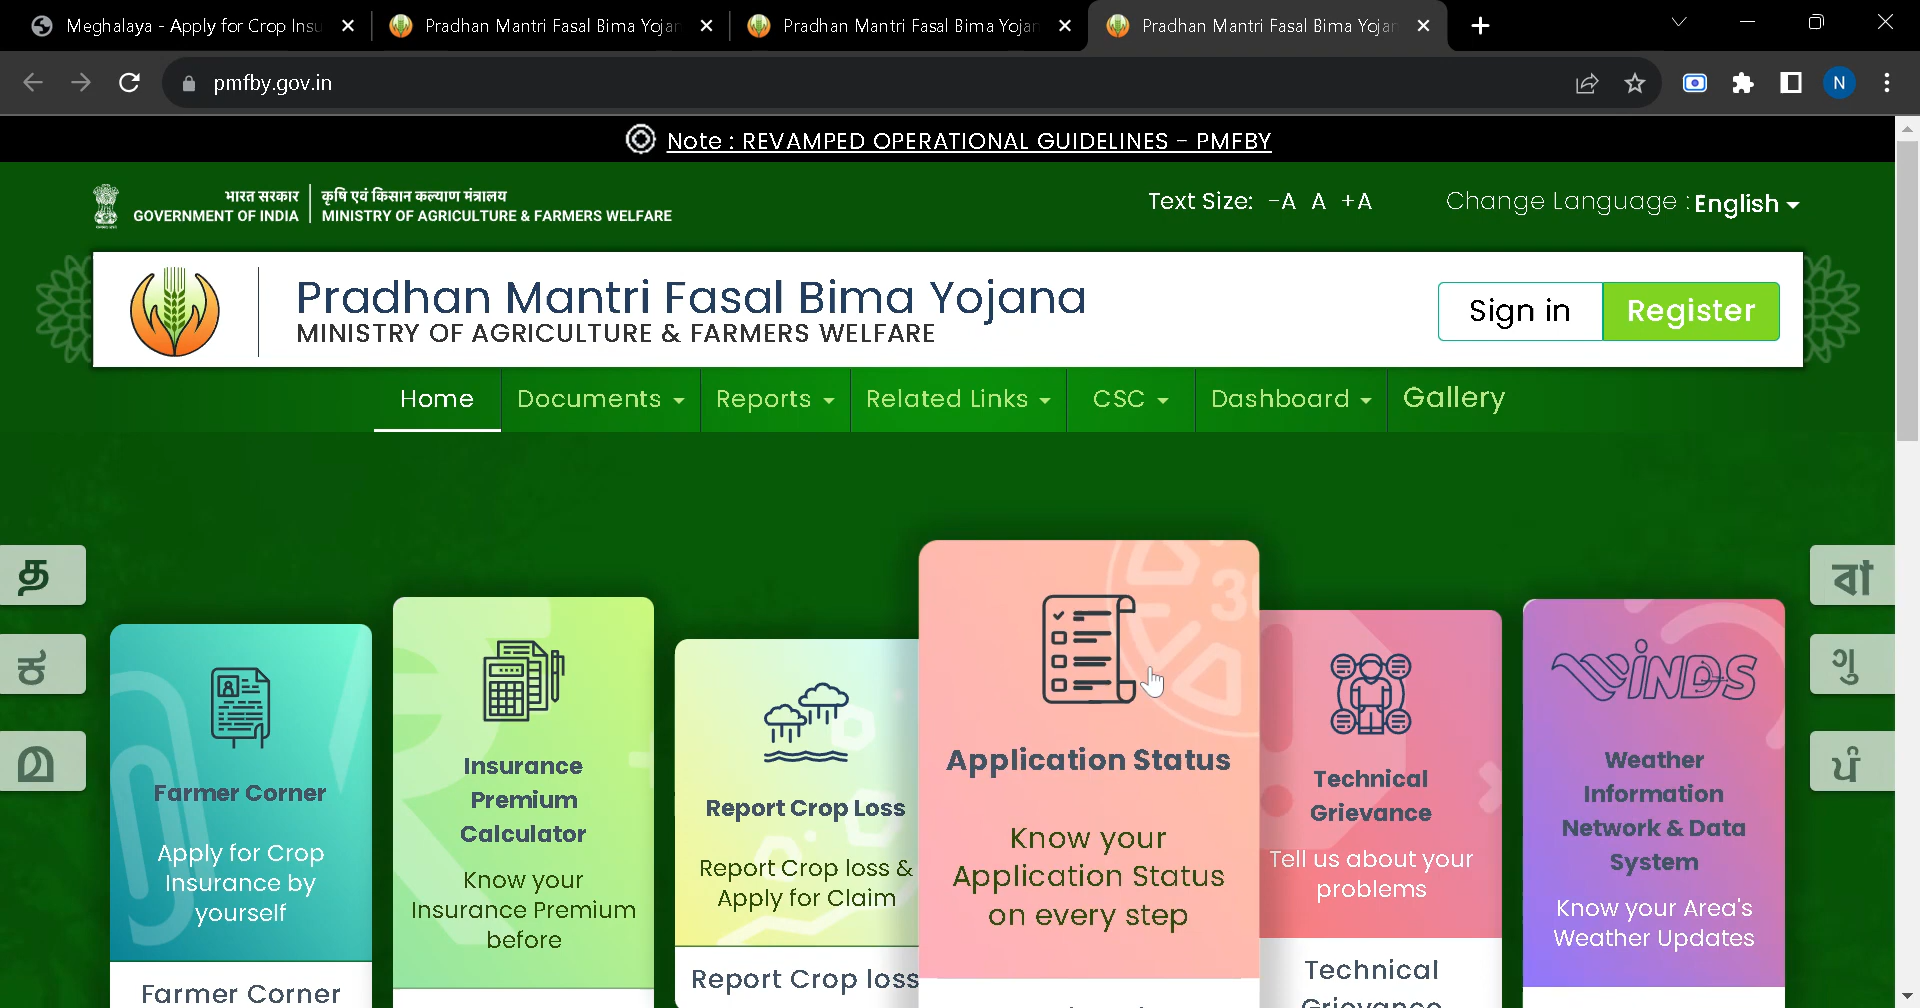 Meghalaya - Apply for Crop Insu
Pradhan Mantri Fasal Bima Yojan
Pradhan Mantri Fasal Bima Yojan
Pradhan Mantri Fasal Bima Yojan
pmfby.gov.in
N
Note : REVAMPED OPERATIONAL GUIDELINES - PMFBY
भारत सरकार
GOVERNMENT OF INDIA
कृषि एवं किसान कल्याण मंत्रालय
MINISTRY OF AGRICULTURE & FARMERS WELFARE
Text Size: -A A +A
Change Language : English
Pradhan Mantri Fasal Bima Yojana
MINISTRY OF AGRICULTURE & FARMERS WELFARE
Sign in
Register
Home Documents Reports Related Links CSC Dashboard Gallery
த
ಕ
മ
Farmer Corner
Apply for Crop
Insurance by
yourself
Farmer Corner
Insurance
Premium
Calculator
Know your
Insurance Premium
before
Report Crop Loss
Report Crop loss &
Apply for Claim
Report Crop loss
Application Status
Know your
Application Status
on every step
Technical
Grievance
Tell us about your
problems
Technical
Grievance
WINDS
Weather
Information
Network & Data
System
Know your Area's
Weather Updates
বা
ગુ